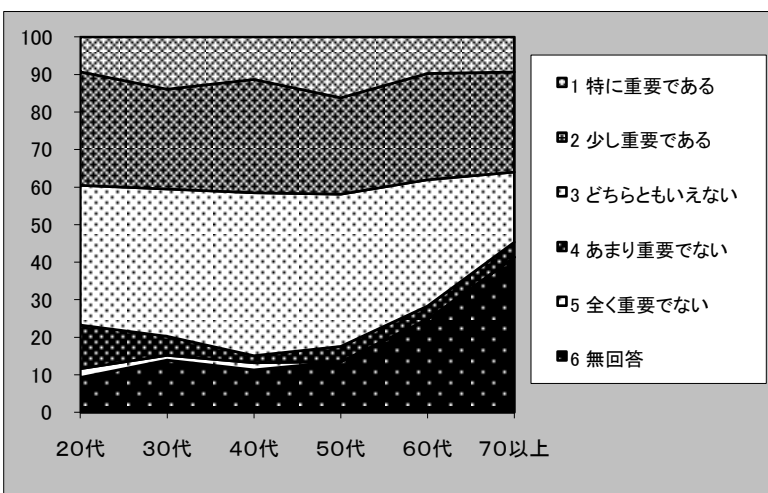 100
90
80
70
60
50
40
30
20
10
0
20代 30代 40代 50代 60代 70以上
1 特に重要である
2 少し重要である
3 どちらともいえない
4 あまり重要でない
5 全く重要でない
6 無回答